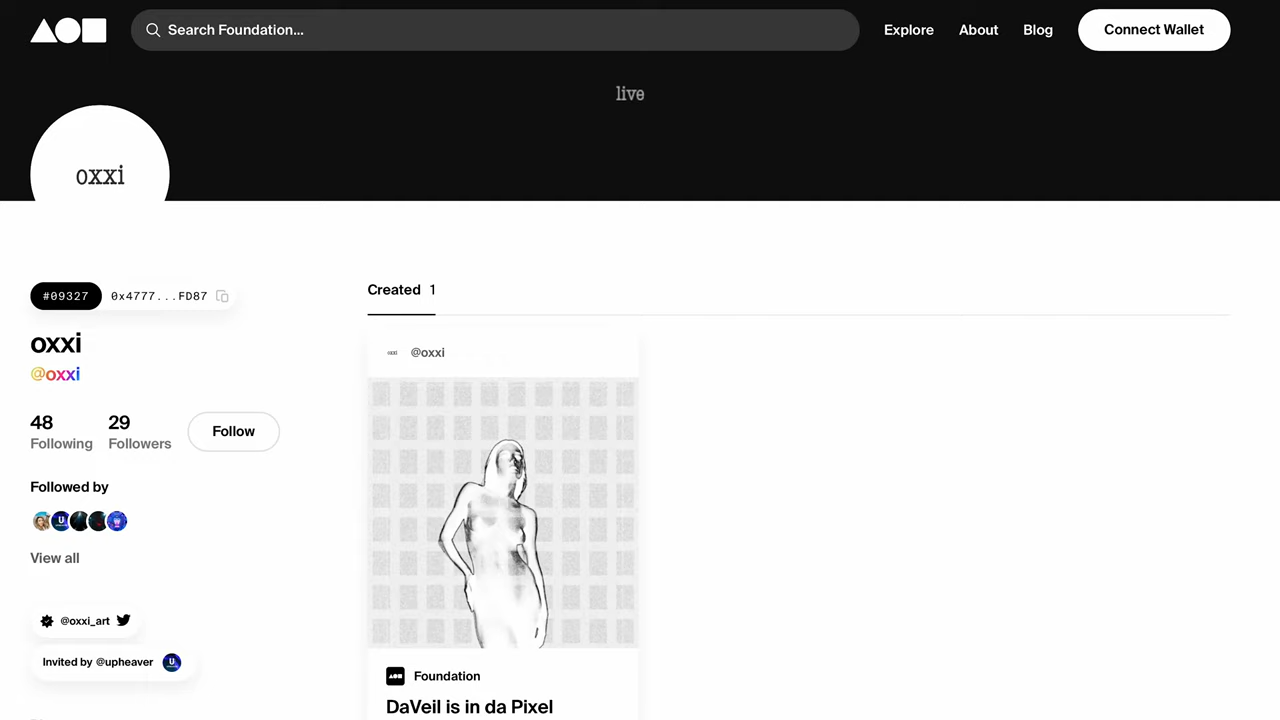 Search Foundation...
Explore
About
Blog
Connect Wallet
live
oxxi
#09327
0x4777...FD87
oxxi
@oxxi
48
Following
29
Followers
Follow
Followed by
View all
@oxxi_art
Invited by @upheaver
Created 1
oxxi
@oxxi
Foundation
DaVeil is in da Pixel